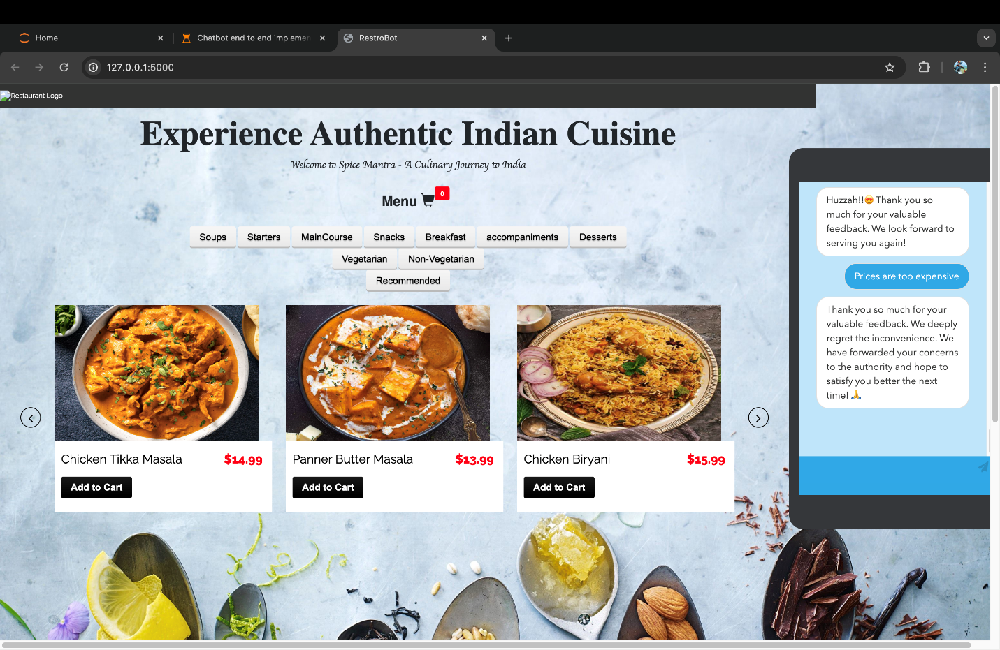 Home
Chatbot end to end implemen
RestroBot
127.0.0.1:5000
Restaurant Logo
Experience Authentic Indian Cuisine
Welcome to Spice Mantra - A Culinary Journey to India
Menu 0
Soups Starters MainCourse Snacks Breakfast accompaniments Desserts
Vegetarian Non-Vegetarian
Recommended
Chicken Tikka Masala $14.99
Add to Cart
Panner Butter Masala $13.99
Add to Cart
Chicken Biryani $15.99
Add to Cart
Huzzah!!😍 Thank you so
much for your valuable
feedback. We look forward to
serving you again!
Prices are too expensive
Thank you so much for your
valuable feedback. We deeply
regret the inconvenience. We
have forwarded your concerns
to the authority and hope to
satisfy you better the next
time! 🙏